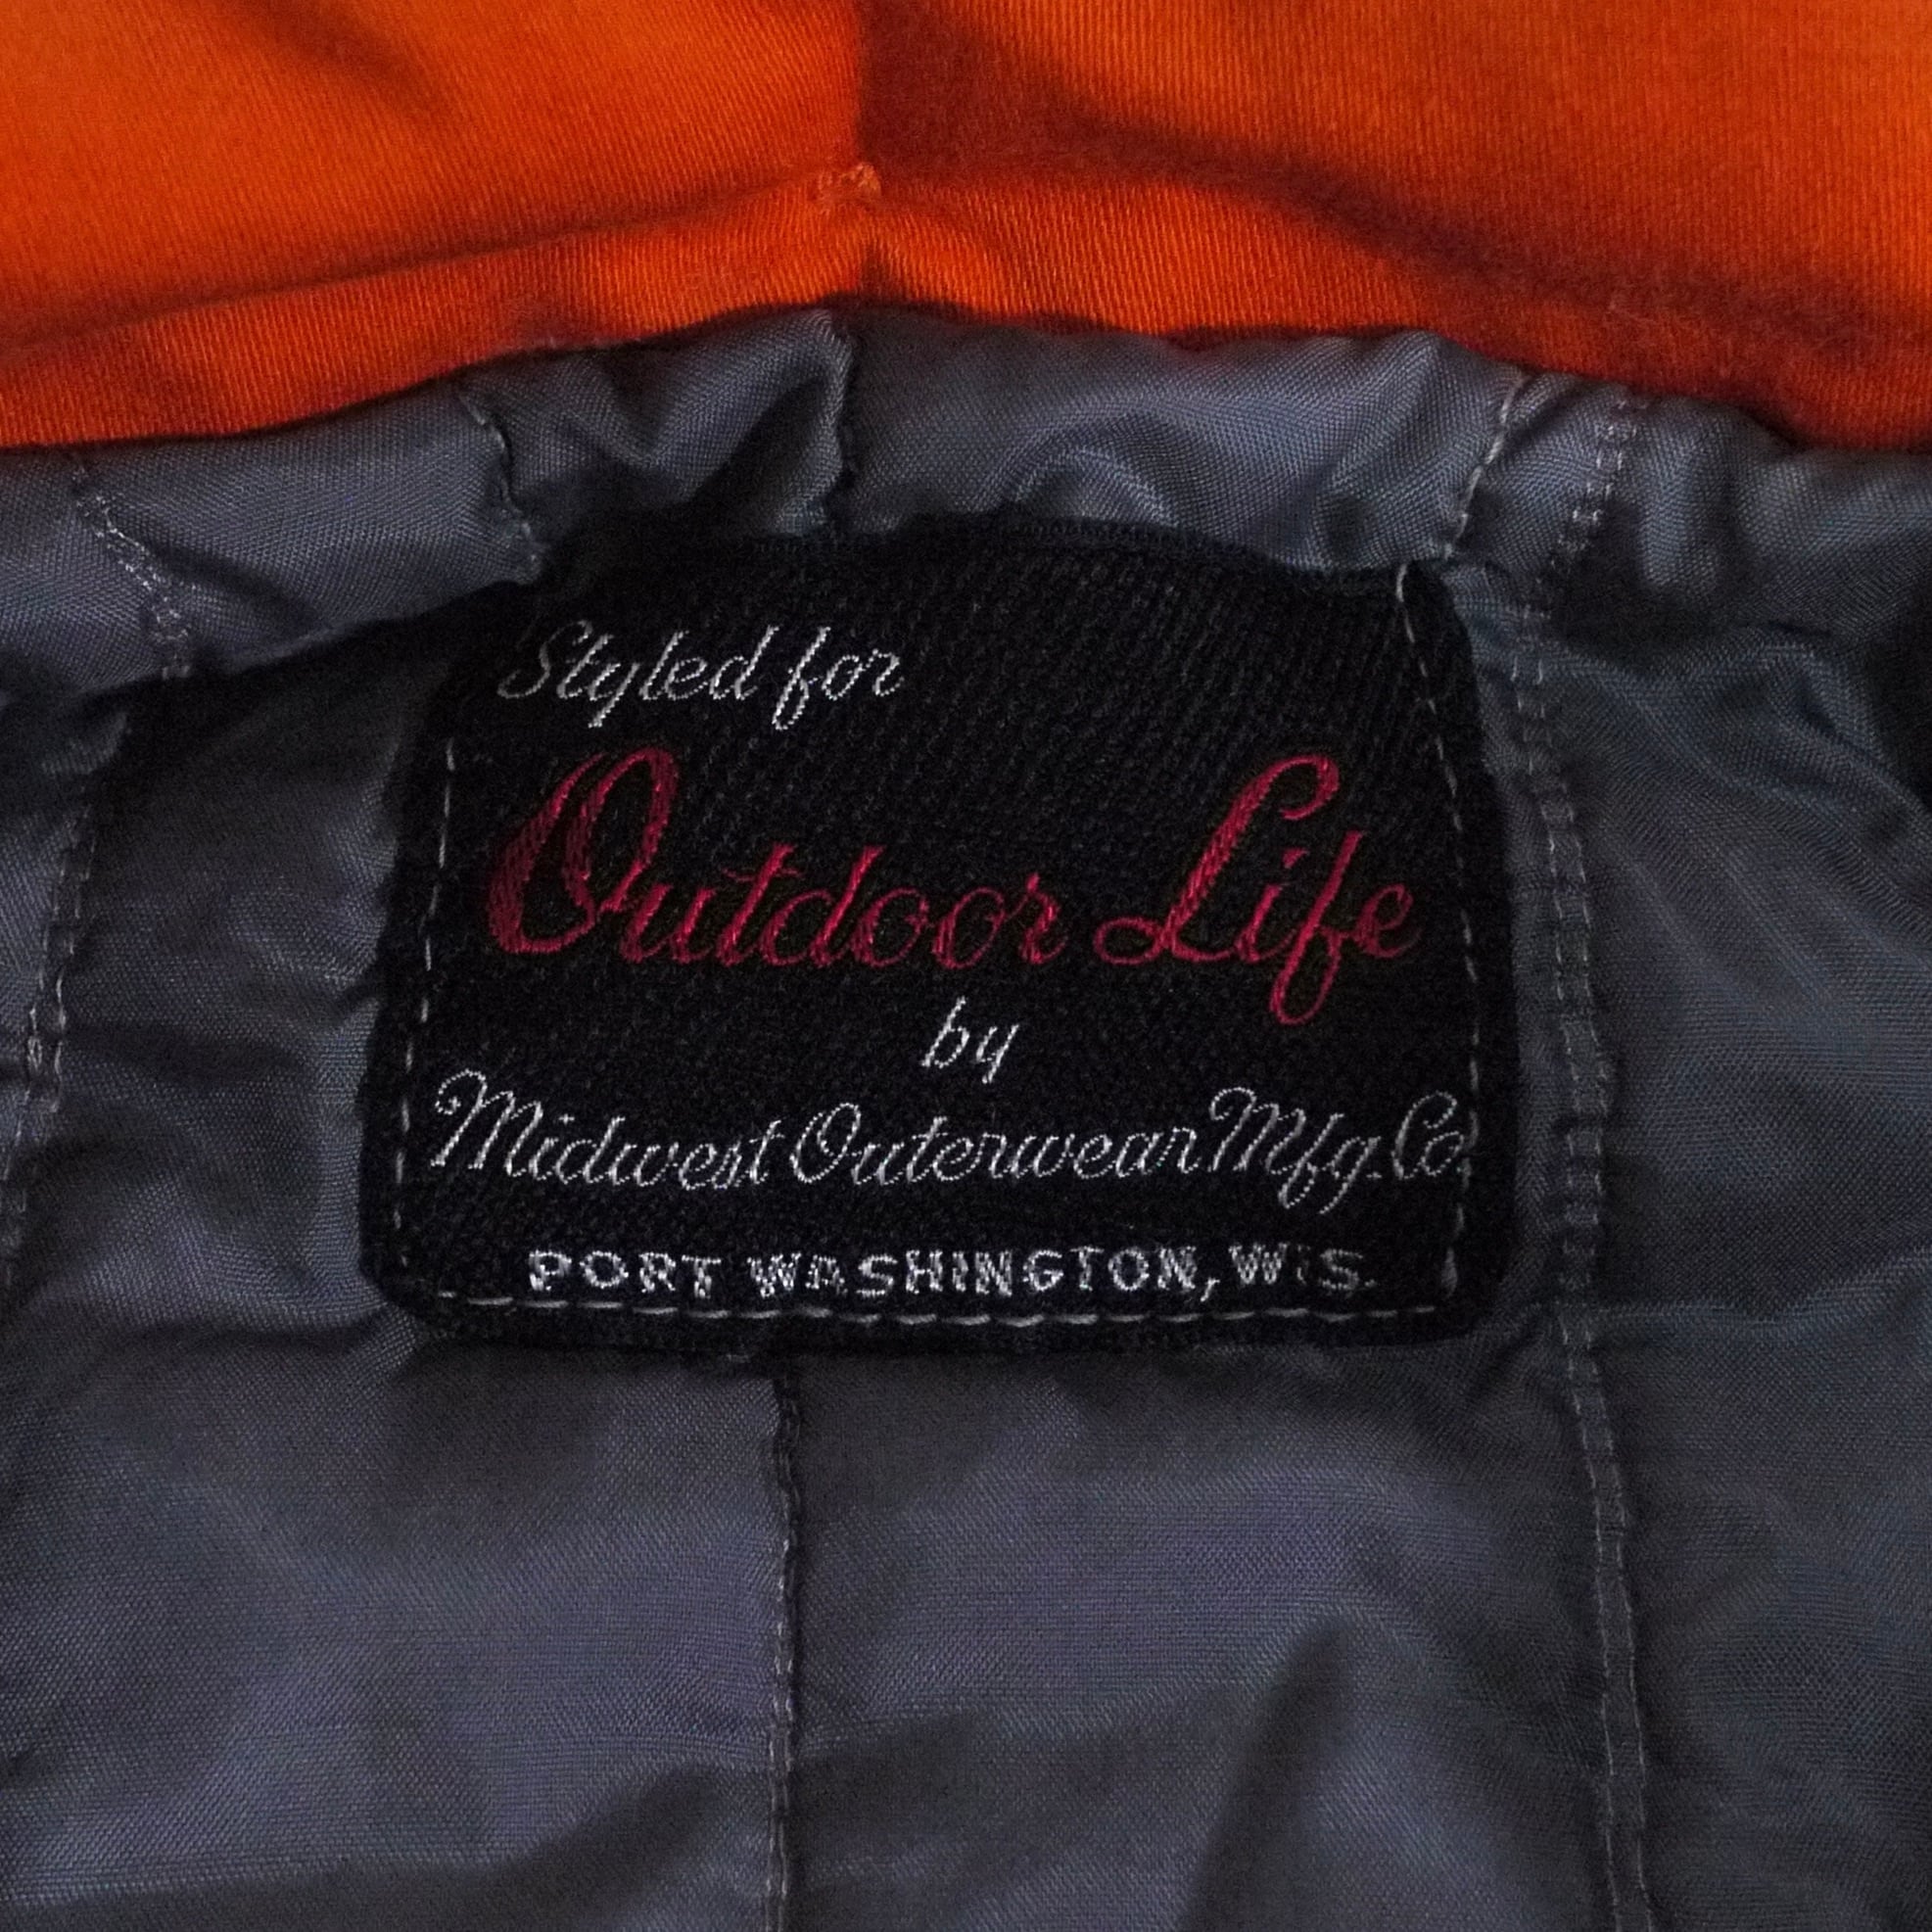 Styled for
Outdoor Life
by
Midwest Outerwear Mfg. Co.
PORT WASHINGTON, WIS.